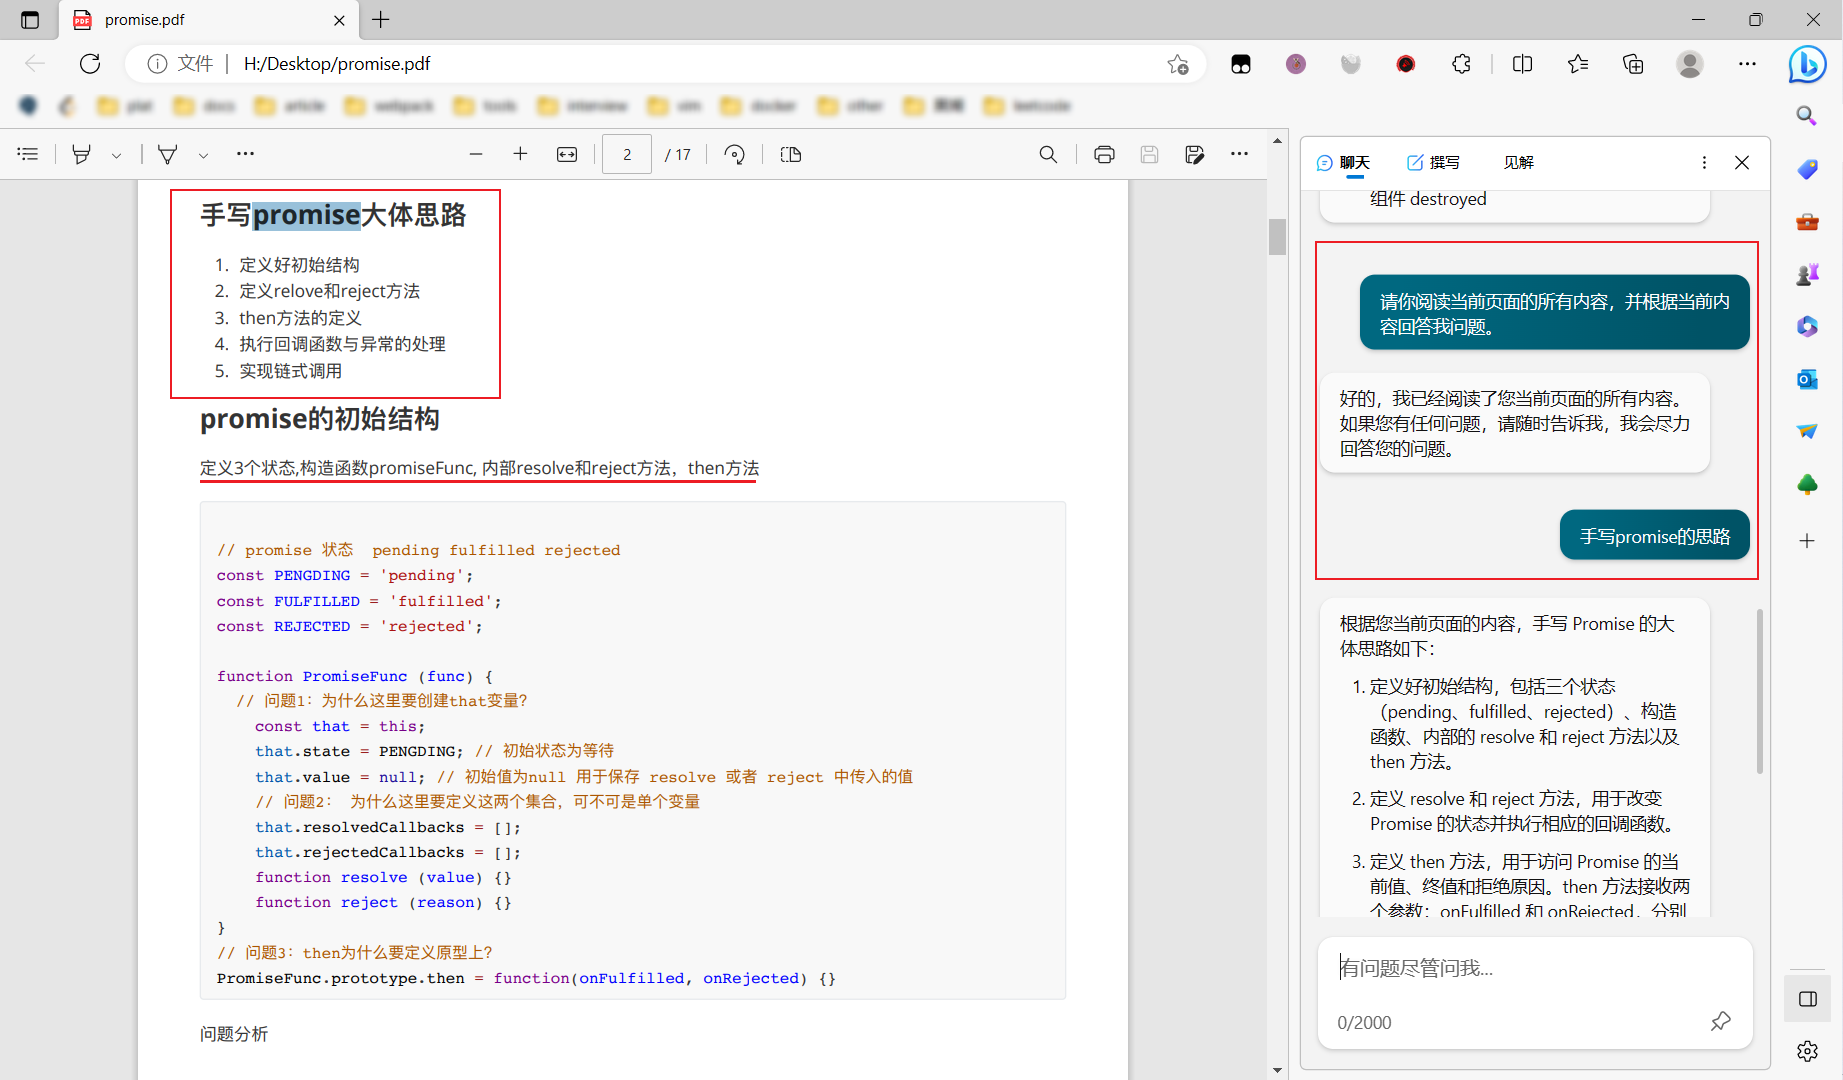 promise.pdf
文件
H:/Desktop/promise.pdf
plat
docs
article
webpack
tools
interview
vim
docker
other
leetcode
2
/ 17
手写promise大体思路
1. 定义好初始结构
2. 定义relove和reject方法
3. then方法的定义
4. 执行回调函数与异常的处理
5. 实现链式调用
promise的初始结构
定义3个状态,构造函数promiseFunc, 内部resolve和reject方法，then方法
// promise 状态  pending fulfilled rejected
const PENGDING = 'pending';
const FULFILLED = 'fulfilled';
const REJECTED = 'rejected';
function PromiseFunc (func) {
// 问题1：为什么这里要创建that变量?
const that = this;
that.state = PENGDING; // 初始状态为等待
that.value = null; // 初始值为null 用于保存 resolve 或者 reject 中传入的值
// 问题2： 为什么这里要定义这两个集合，可不可是单个变量
that.resolvedCallbacks = [];
that.rejectedCallbacks = [];
function resolve (value) {}
function reject (reason) {}
}
// 问题3：then为什么要定义原型上?
PromiseFunc.prototype.then = function(onFulfilled, onRejected) {}
问题分析
聊天
撰写
见解
组件 destroyed
请你阅读当前页面的所有内容，并根据当前内
容回答我问题。
好的，我已经阅读了您当前页面的所有内容。
如果您有任何问题，请随时告诉我，我会尽力
回答您的问题。
手写promise的思路
根据您当前页面的内容，手写 Promise 的大
体思路如下：
1. 定义好初始结构，包括三个状态
（pending、fulfilled、rejected）、构造
函数、内部的 resolve 和 reject 方法以及
then 方法。
2. 定义 resolve 和 reject 方法，用于改变
Promise 的状态并执行相应的回调函数。
3. 定义 then 方法，用于访问 Promise 的当
前值、终值和拒绝原因。then 方法接收两
个参数：onFulfilled 和 onRejected，分别
有问题尽管问我...
0/2000